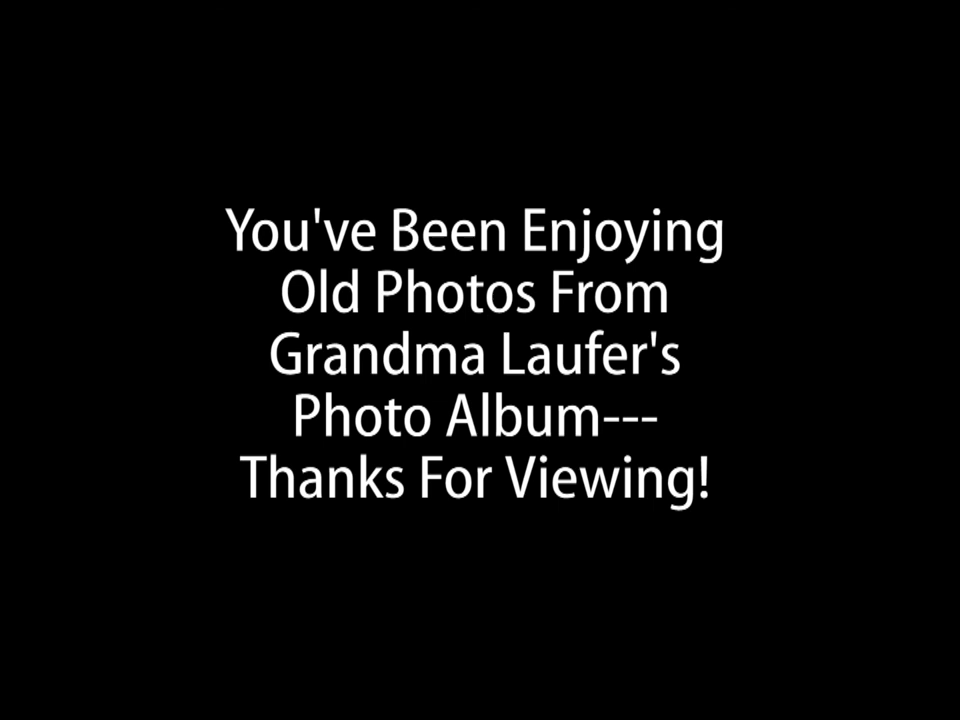 You've Been Enjoying
Old Photos From
Grandma Laufer's
Photo Album---
Thanks For Viewing!